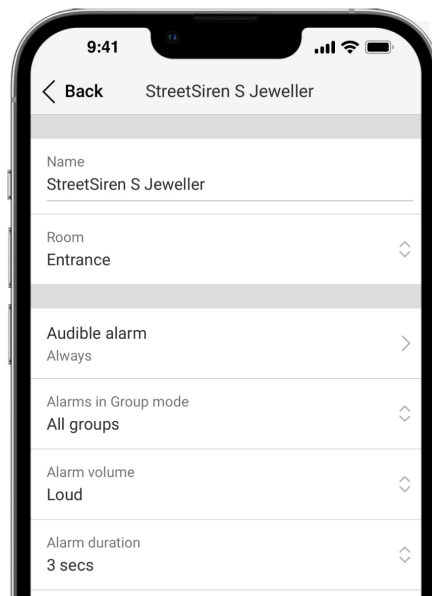 9:41
Back StreetSiren S Jeweller
Name
StreetSiren S Jeweller
Room
Entrance
Audible alarm
Always
Alarms in Group mode
All groups
Alarm volume
Loud
Alarm duration
3 secs